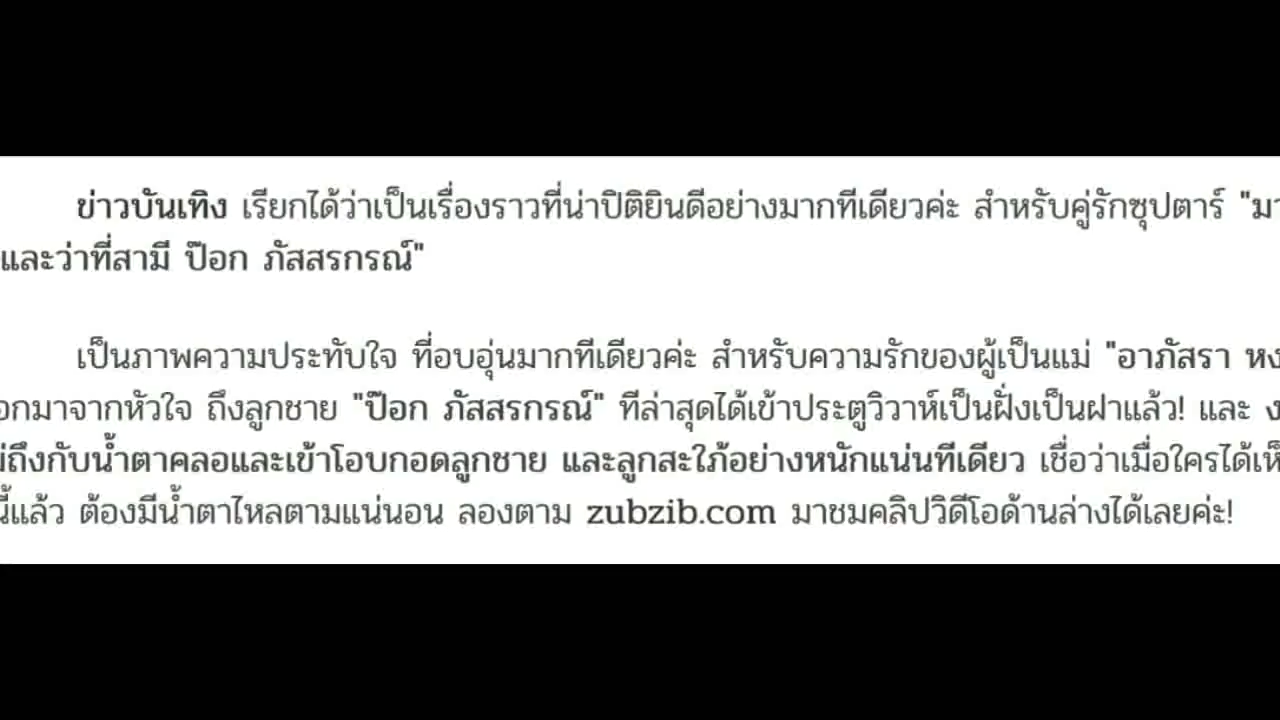 ข่าวบันเทิง เรียกได้ว่าเป็นเรื่องราวที่น่าปิติยินดีอย่างมากทีเดียวค่ะ สำหรับคู่รักซุปตาร์
และว่าที่สามี ป๊อก ภัสสรกรณ์"
เป็นภาพความประทับใจ ที่อบอุ่นมากทีเดียวค่ะ สำหรับความรักของผู้เป็นแม่ "อาภัสรา
จากหัวใจ ถึงลูกชาย "ป๊อก ภัสสรกรณ์" ที่ล่าสุดได้เข้าประตูวิวาห์เป็นฝั่งเป็นฝาแล้ว! และ
ถึงกับน้ำตาคลอและเข้าโอบกอดลูกชาย และลูกสะใภ้อย่างหนักแน่นทีเดียว เชื่อว่าเมื่อใครได้
แล้ว ต้องมีน้ำตาไหลตามแน่นอน ลองตาม zubzib.com มาชมคลิปวิดีโอด้านล่างได้เลยค่ะ!